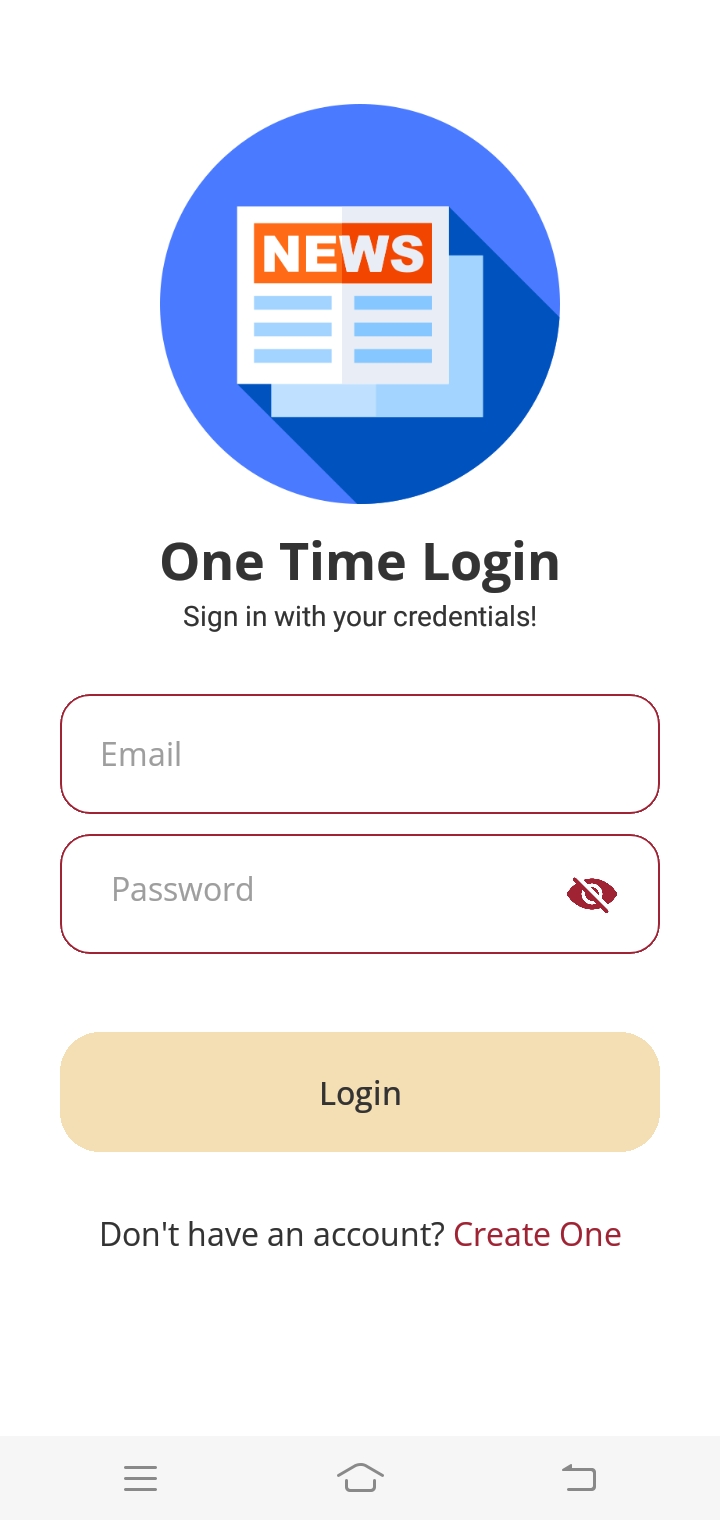 NEWS
One Time Login
Sign in with your credentials!
Email
Password
Login
Don't have an account? Create One